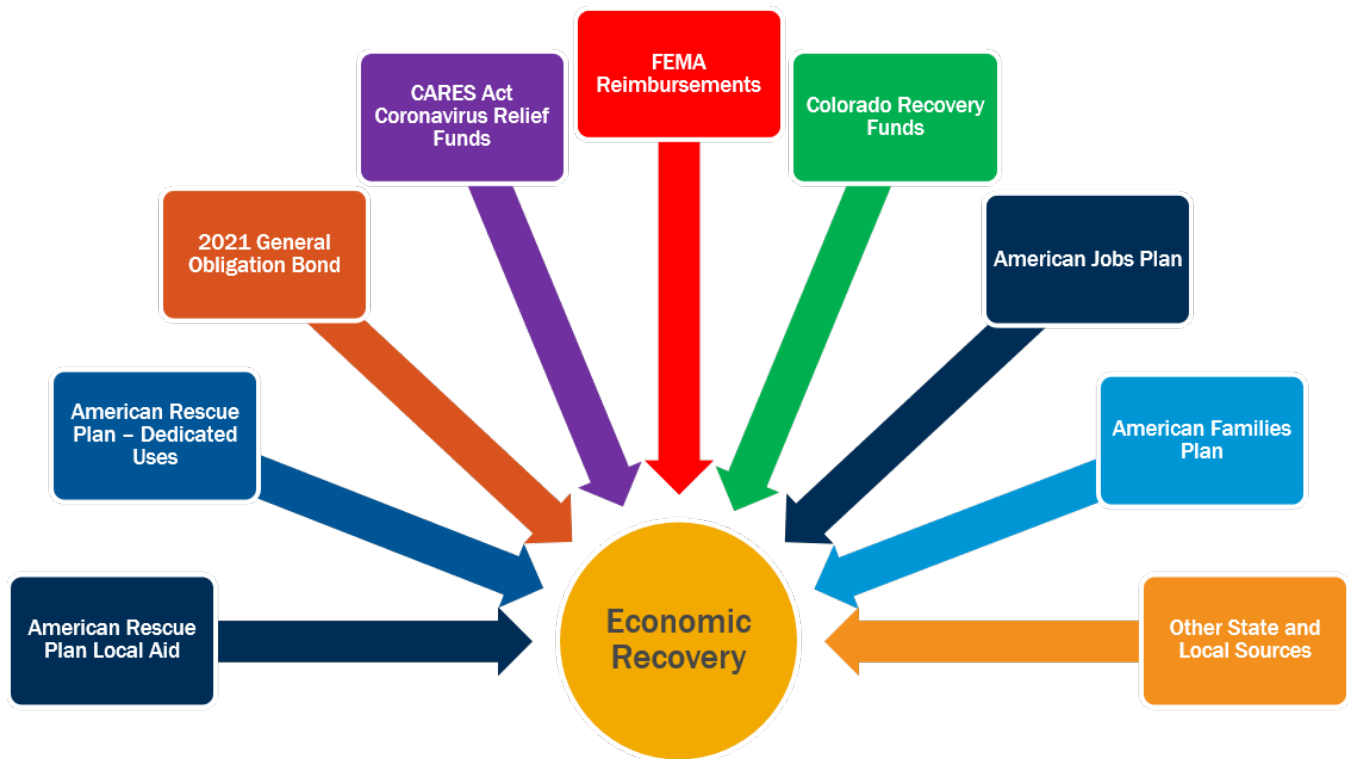 FEMA
Reimbursements
CARES Act
Coronavirus Relief
Funds
Colorado Recovery
Funds
2021 General
Obligation Bond
American Jobs Plan
American Rescue
Plan – Dedicated
Uses
American Families
Plan
American Rescue
Plan Local Aid
Economic
Recovery
Other State and
Local Sources